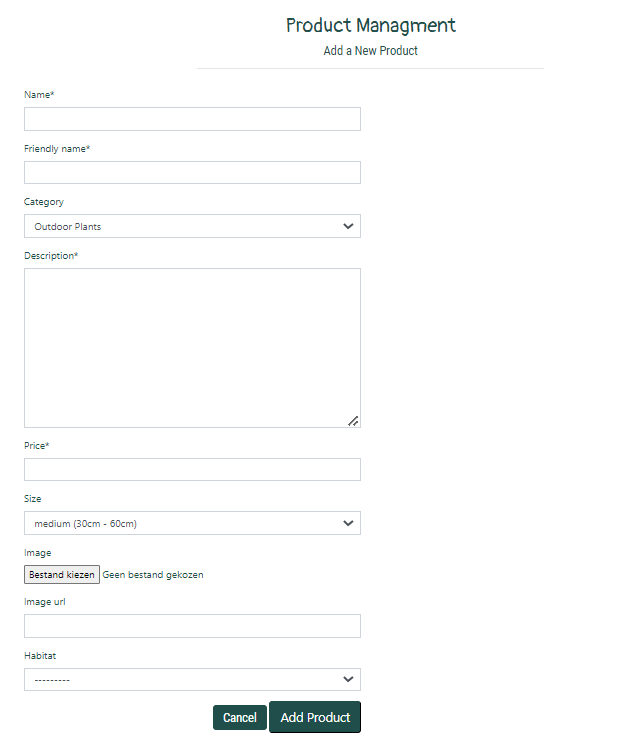 Product Managment
Add a New Product
Name*
Friendly name*
Category
Outdoor Plants
Description*
Price*
Size
medium (30cm - 60cm)
Image
Bestand kiezen Geen bestand gekozen
Image url
Habitat
---------
Cancel Add Product